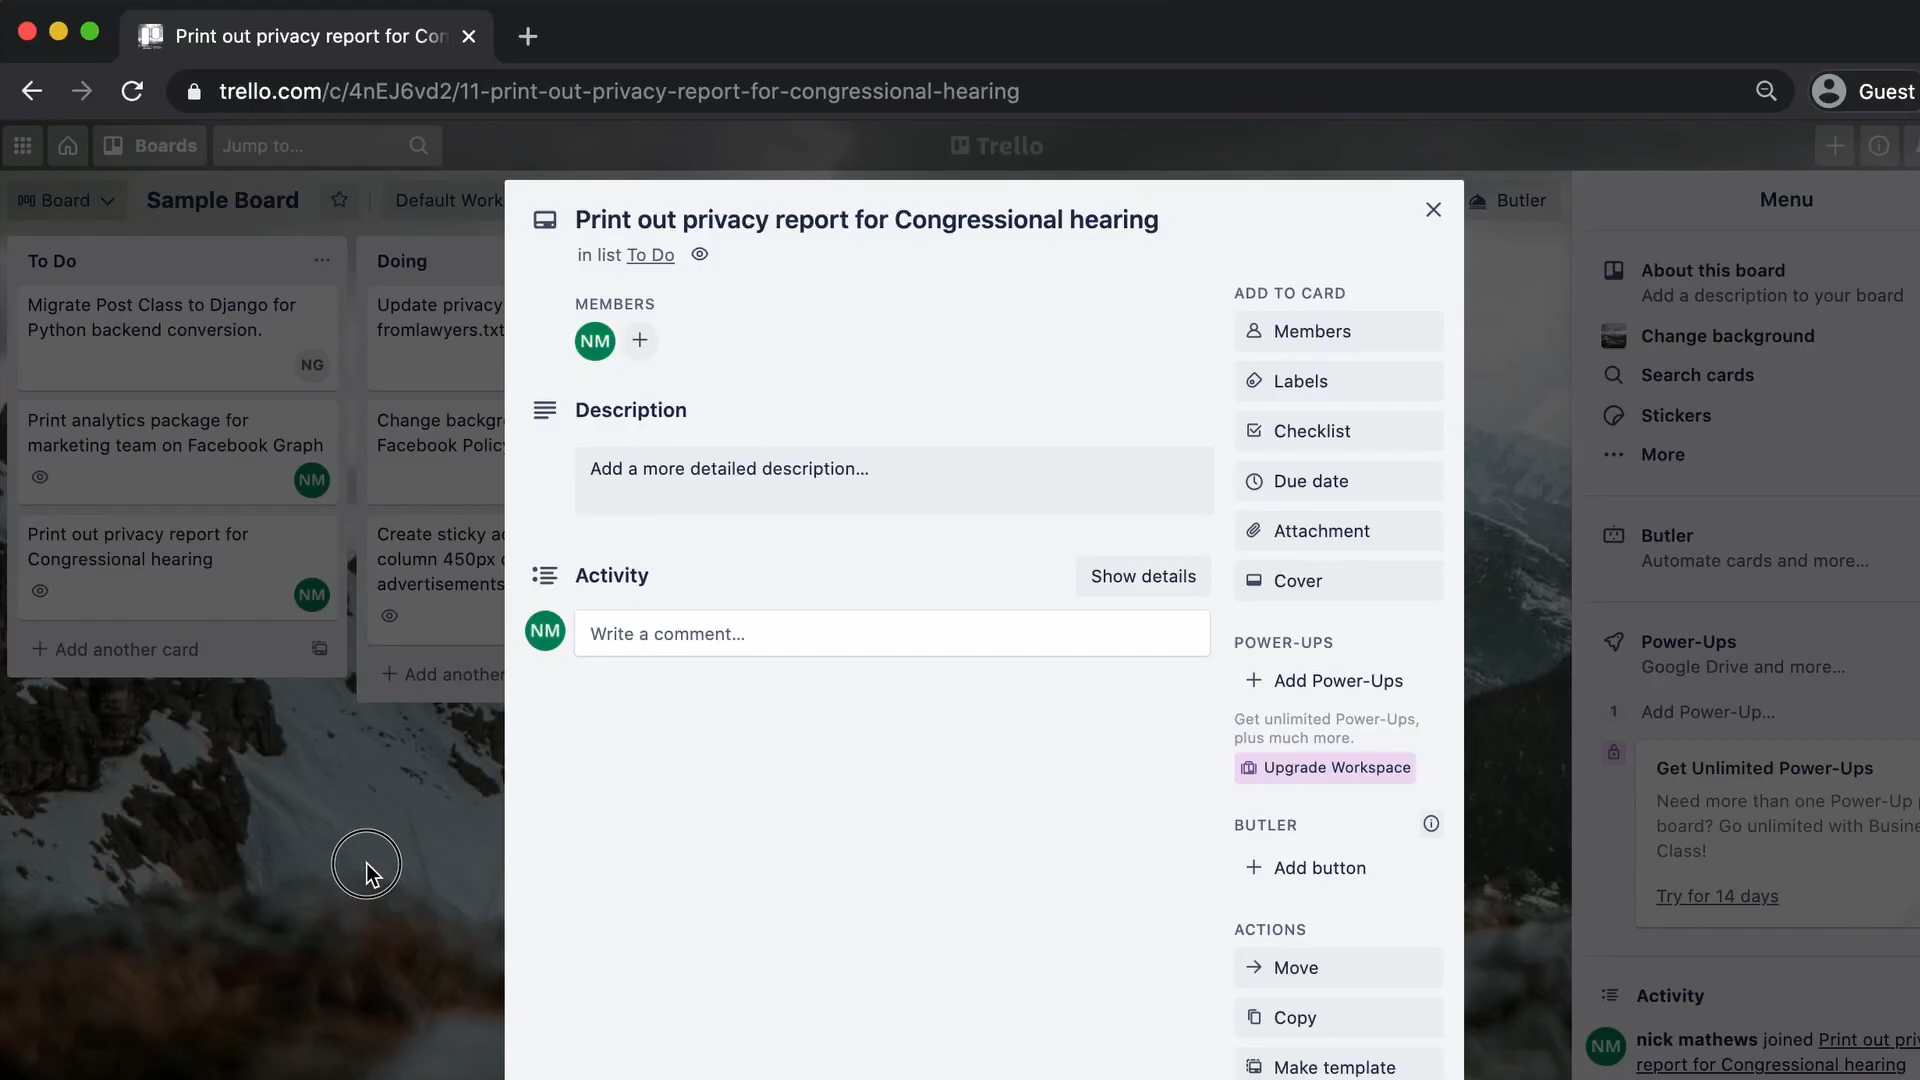 Print out privacy report for Con
trello.com/c/4nEJ6vd2/11-print-out-privacy-report-for-congressional-hearing
Guest
Boards
Jump to...
Trello
Board
Sample Board
Default Work
Butler
Menu
To Do
Migrate Post Class to Django for
Python backend conversion.
NG
Print analytics package for
marketing team on Facebook Graph
NM
Print out privacy report for
Congressional hearing
NM
Add another card
Doing
Update privacy
fromlawyers.txt
Change backgr
Facebook Policy
Create sticky ad
column 450px
advertisements
Add another
Print out privacy report for Congressional hearing
in list To Do
MEMBERS
NM
Description
Add a more detailed description...
Activity
Show details
NM
Write a comment...
ADD TO CARD
Members
Labels
Checklist
Due date
Attachment
Cover
POWER-UPS
Add Power-Ups
Get unlimited Power-Ups,
plus much more.
Upgrade Workspace
BUTLER
Add button
ACTIONS
Move
Copy
Make template
About this board
Add a description to your board
Change background
Search cards
Stickers
More
Butler
Automate cards and more...
Power-Ups
Google Drive and more...
1
Add Power-Up...
Get Unlimited Power-Ups
Need more than one Power-Up
board? Go unlimited with Busine
Class!
Try for 14 days
Activity
NM
nick mathews joined Print out pri
report for Congressional hearing